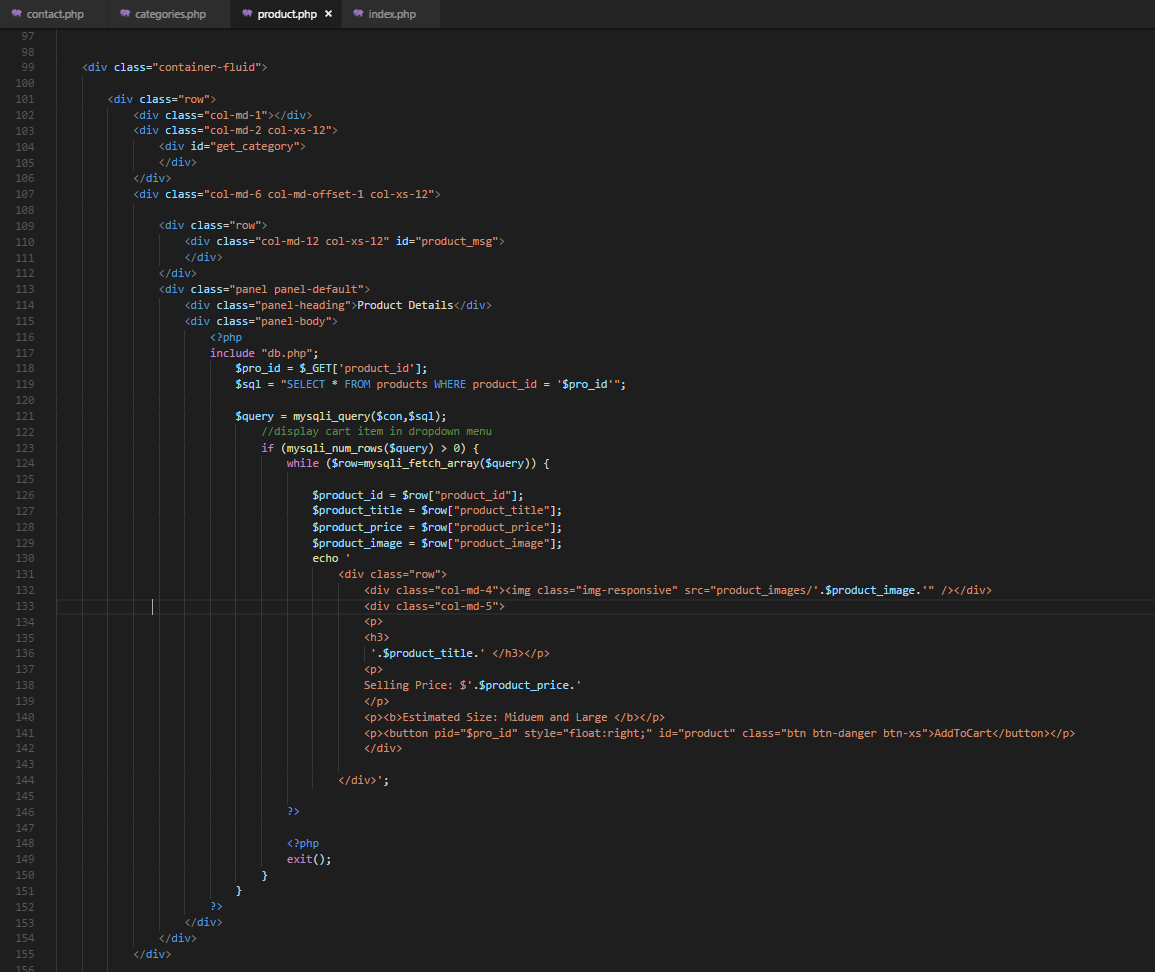 contact.php categories.php product.php × index.php
97
98
99 <div class="container-fluid">
100
101 <div class="row">
102 <div class="col-md-1"></div>
103 <div class="col-md-2 col-xs-12">
104 <div id="get_category">
105 </div>
106 </div>
107 <div class="col-md-6 col-md-offset-1 col-xs-12">
108
109 <div class="row">
110 <div class="col-md-12 col-xs-12" id="product_msg">
111 </div>
112 </div>
113 <div class="panel panel-default">
114 <div class="panel-heading">Product Details</div>
115 <div class="panel-body">
116 <?php
117 include "db.php";
118 $pro_id = $_GET['product_id'];
119 $sql = "SELECT * FROM products WHERE product_id = '$pro_id'";
120
121 $query = mysqli_query($con,$sql);
122 //display cart item in dropdown menu
123 if (mysqli_num_rows($query) > 0) {
124 while ($row=mysqli_fetch_array($query)) {
125
126 $product_id = $row["product_id"];
127 $product_title = $row["product_title"];
128 $product_price = $row["product_price"];
129 $product_image = $row["product_image"];
130 echo '
131 <div class="row">
132 <div class="col-md-4"><img class="img-responsive" src="product_images/'.$product_image.'" /></div>
133 <div class="col-md-5">
134 <p>
135 <h3>
136 '.$product_title.' </h3></p>
137 <p>
138 Selling Price: $'.$product_price.'
139 </p>
140 <p><b>Estimated Size: Miduem and Large </b></p>
141 <p><button pid="$pro_id" style="float:right;" id="product" class="btn btn-danger btn-xs">AddToCart</button></p>
142 </div>
143
144 </div>';
145
146 ?>
147
148 <?php
149 exit();
150 }
151 }
152 ?>
153 </div>
154 </div>
155 </div>
156